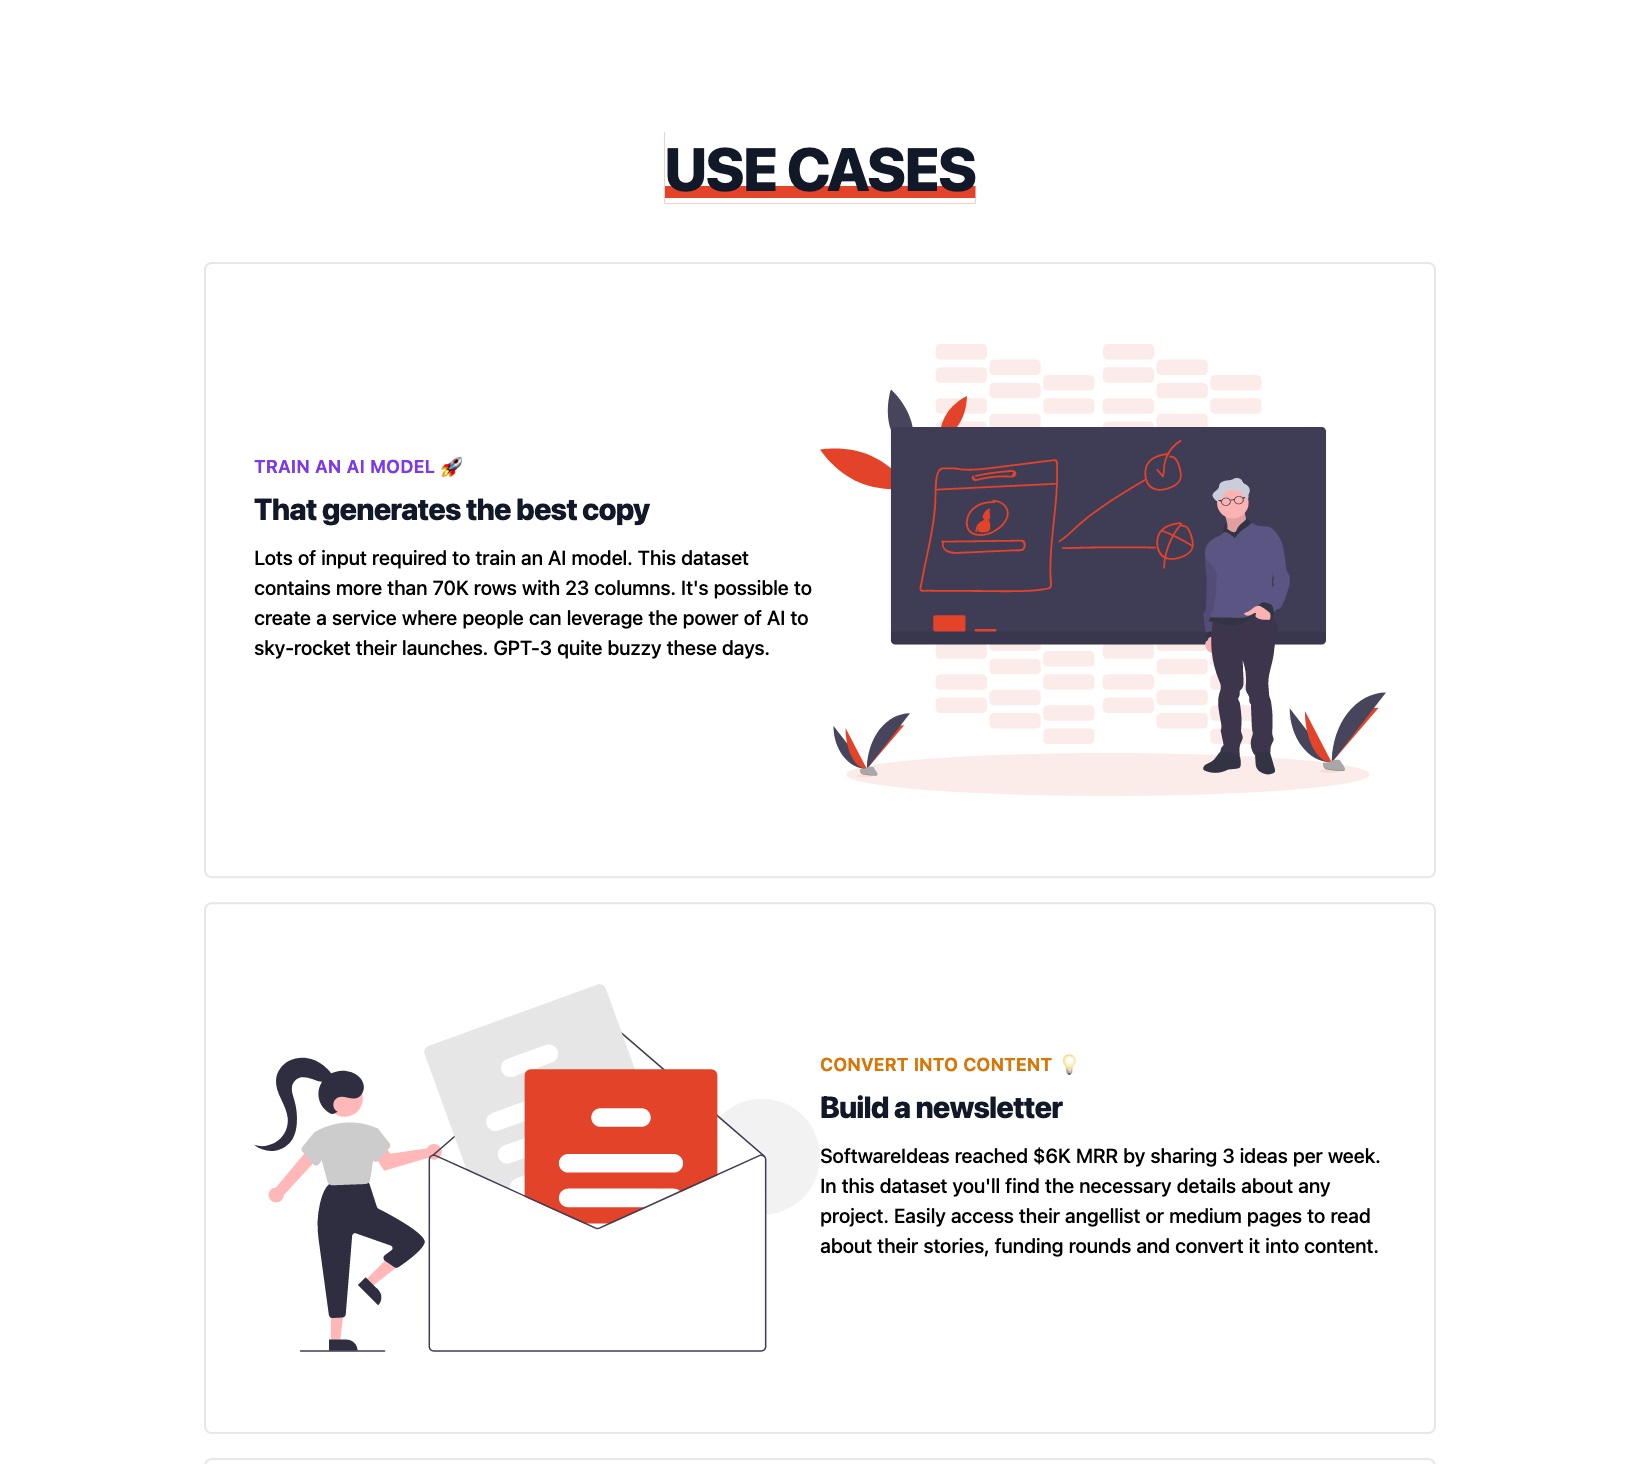 USE CASES
TRAIN AN AI MODEL 🚀
That generates the best copy
Lots of input required to train an AI model. This dataset
contains more than 70K rows with 23 columns. It's possible to
create a service where people can leverage the power of AI to
sky-rocket their launches. GPT-3 quite buzzy these days.
CONVERT INTO CONTENT 💡
Build a newsletter
SoftwareIdeas reached $6K MRR by sharing 3 ideas per week.
In this dataset you'll find the necessary details about any
project. Easily access their angellist or medium pages to read
about their stories, funding rounds and convert it into content.